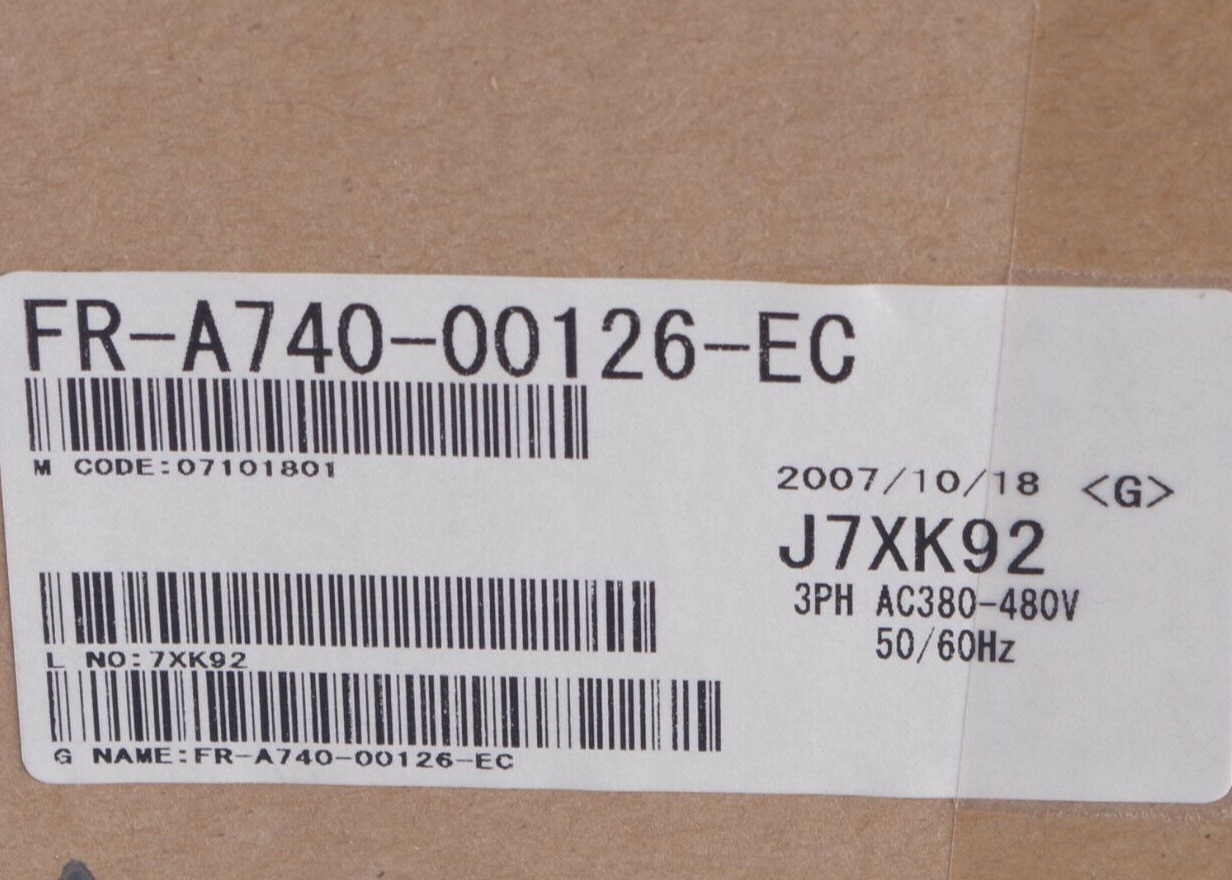 FR-A740-00126-EC
M CODE:07101801
2007/10/18 <G>
J7XK92
3PH AC380-480V
50/60Hz
L NO:7XK92
G NAME:FR-A740-00126-EC